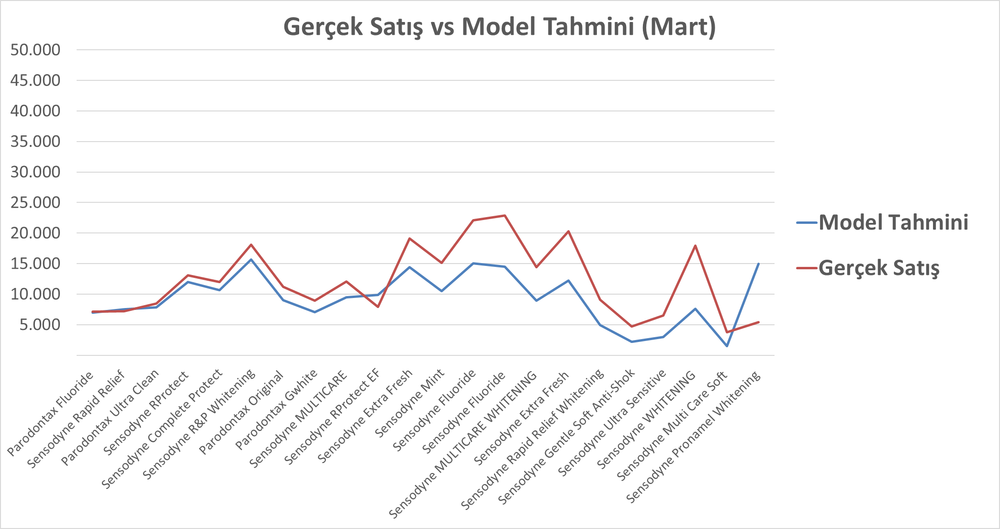 Gerçek Satış vs Model Tahmini (Mart)
50.000
45.000
40.000
35.000
30.000
25.000
20.000
15.000
10.000
5.000
Model Tahmini
Gerçek Satış
Parodontax Fluoride
Sensodyne Rapid Relief
Parodontax Ultra Clean
Sensodyne RProtect
Sensodyne Complete Protect
Sensodyne R&P Whitening
Parodontax Original
Parodontax Gwhite
Sensodyne MULTICARE
Sensodyne RProtect EF
Sensodyne Extra Fresh
Sensodyne Mint
Sensodyne Fluoride
Sensodyne Fluoride
Sensodyne MULTICARE WHITENING
Sensodyne Extra Fresh
Sensodyne Rapid Relief Whitening
Sensodyne Gentle Soft Anti-Shok
Sensodyne Ultra Sensitive
Sensodyne WHITENING
Sensodyne Multi Care Soft
Sensodyne Pronamel Whitening